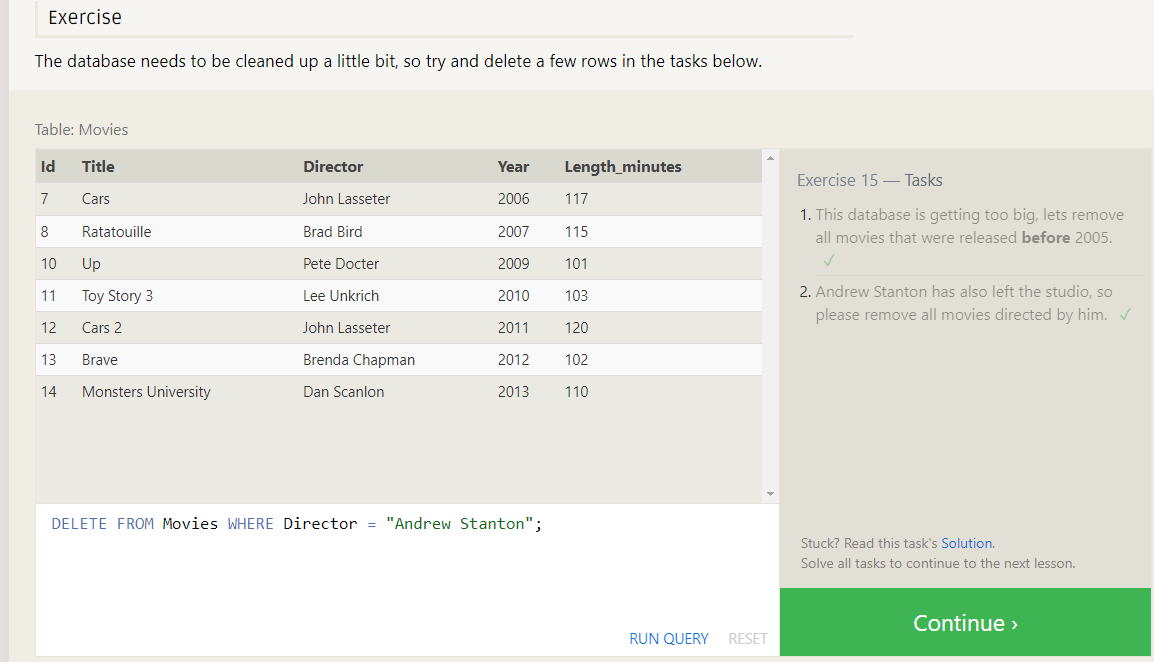 Exercise
The database needs to be cleaned up a little bit, so try and delete a few rows in the tasks below.
Table: Movies
Id Title Director Year Length_minutes
7 Cars John Lasseter 2006 117
8 Ratatouille Brad Bird 2007 115
10 Up Pete Docter 2009 101
11 Toy Story 3 Lee Unkrich 2010 103
12 Cars 2 John Lasseter 2011 120
13 Brave Brenda Chapman 2012 102
14 Monsters University Dan Scanlon 2013 110
DELETE FROM Movies WHERE Director = "Andrew Stanton";
RUN QUERY RESET
Exercise 15 — Tasks
1. This database is getting too big, lets remove
all movies that were released before 2005.
✓
2. Andrew Stanton has also left the studio, so
please remove all movies directed by him. ✓
Stuck? Read this task's Solution.
Solve all tasks to continue to the next lesson.
Continue ›